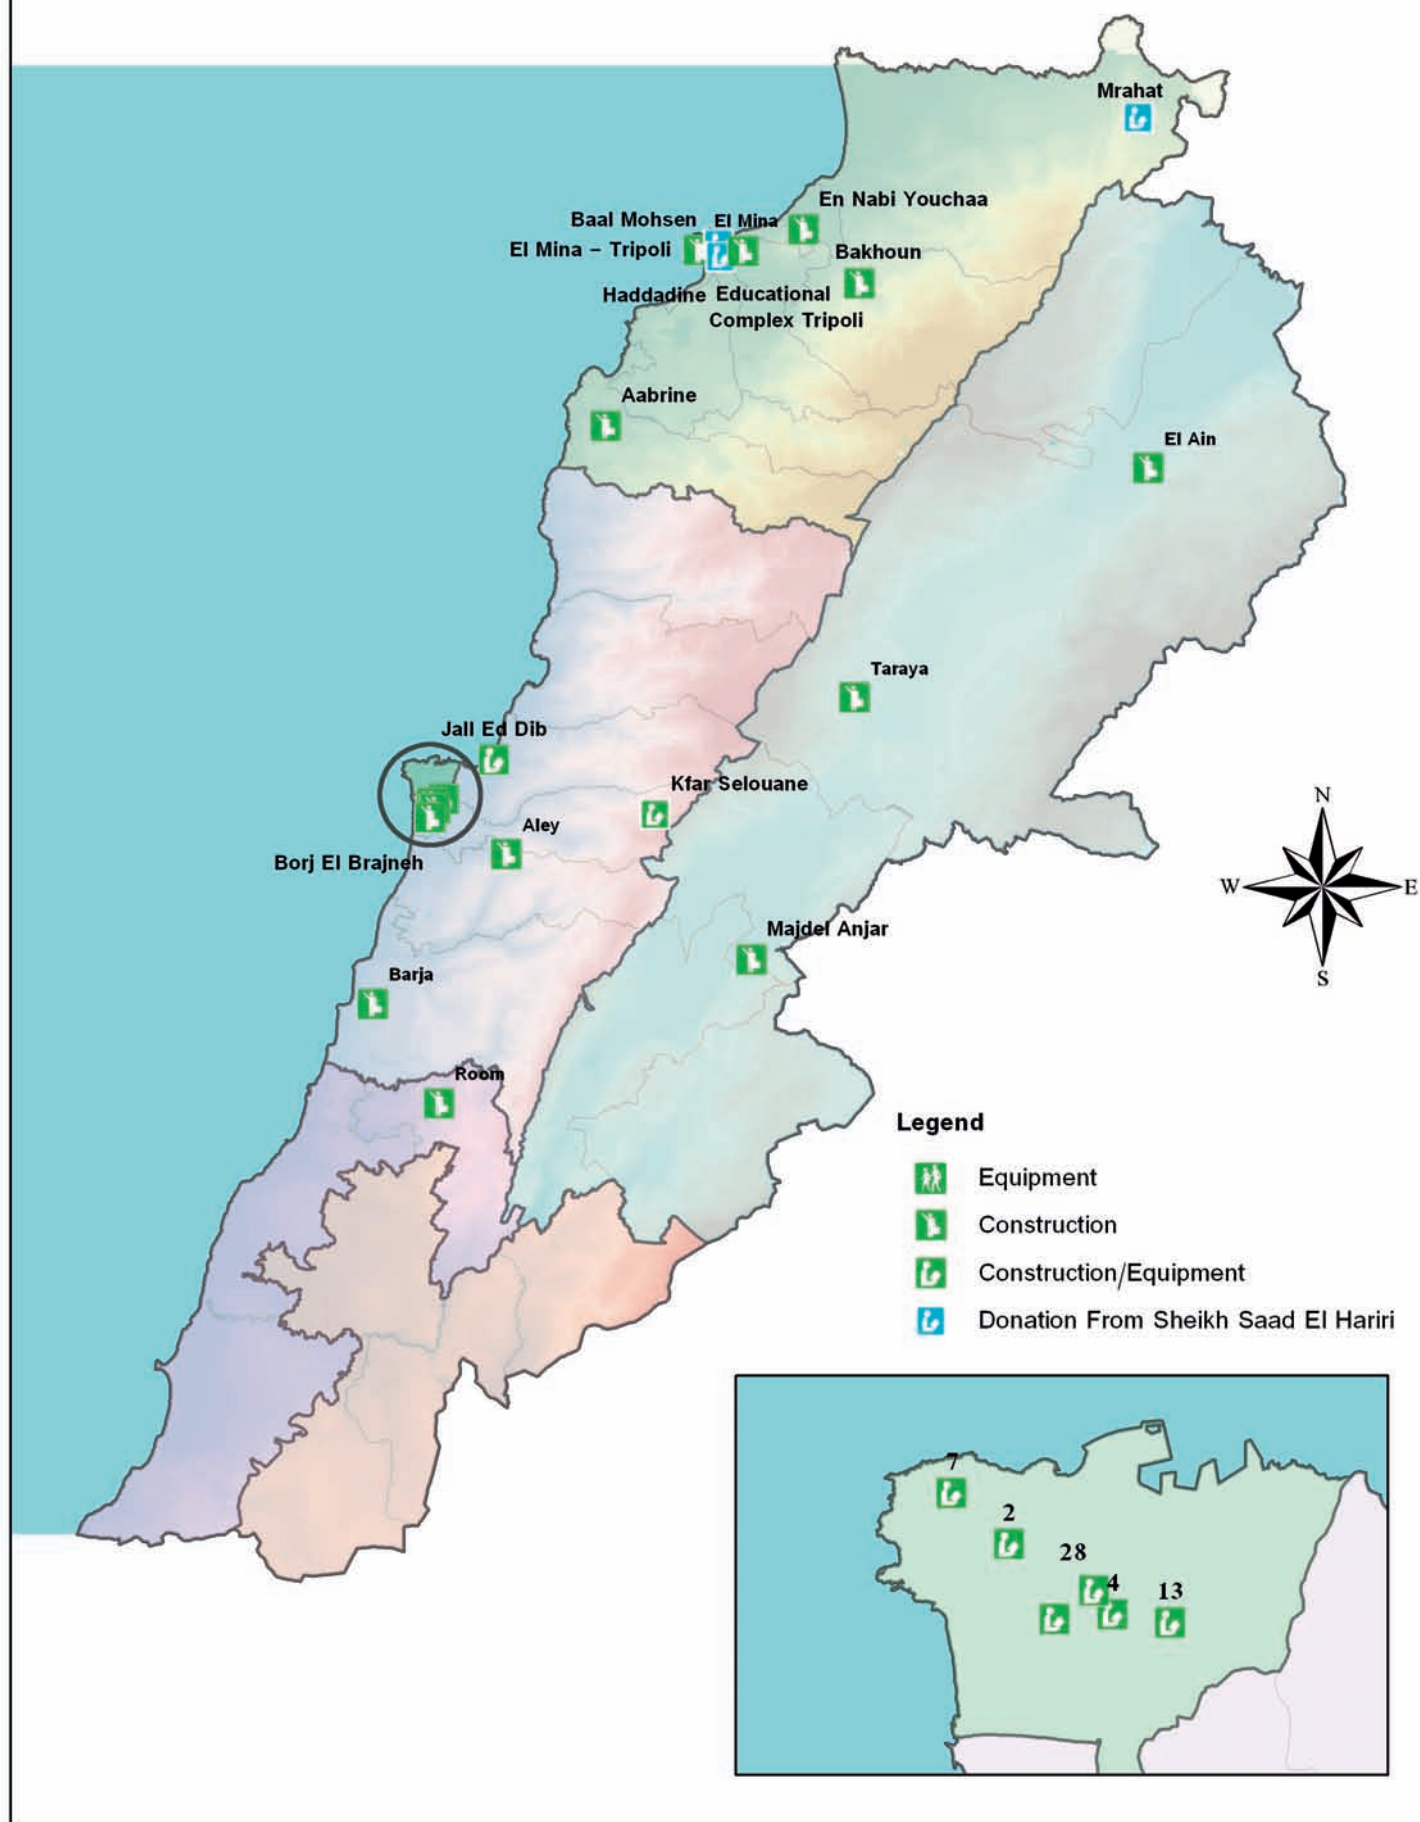 Mrahat
En Nabi Youchaa
Baal Mohsen
El Mina
El Mina – Tripoli
Bakhoun
Haddadine
Educational
Complex Tripoli
Aabrine
El Ain
Taraya
Jall Ed Dib
Kfar Selouane
Aley
Borj El Brajneh
N
W
E
S
Majdel Anjar
Barja
Room
Legend
Equipment
Construction
Construction/Equipment
Donation From Sheikh Saad El Hariri
7
2
28
4
13